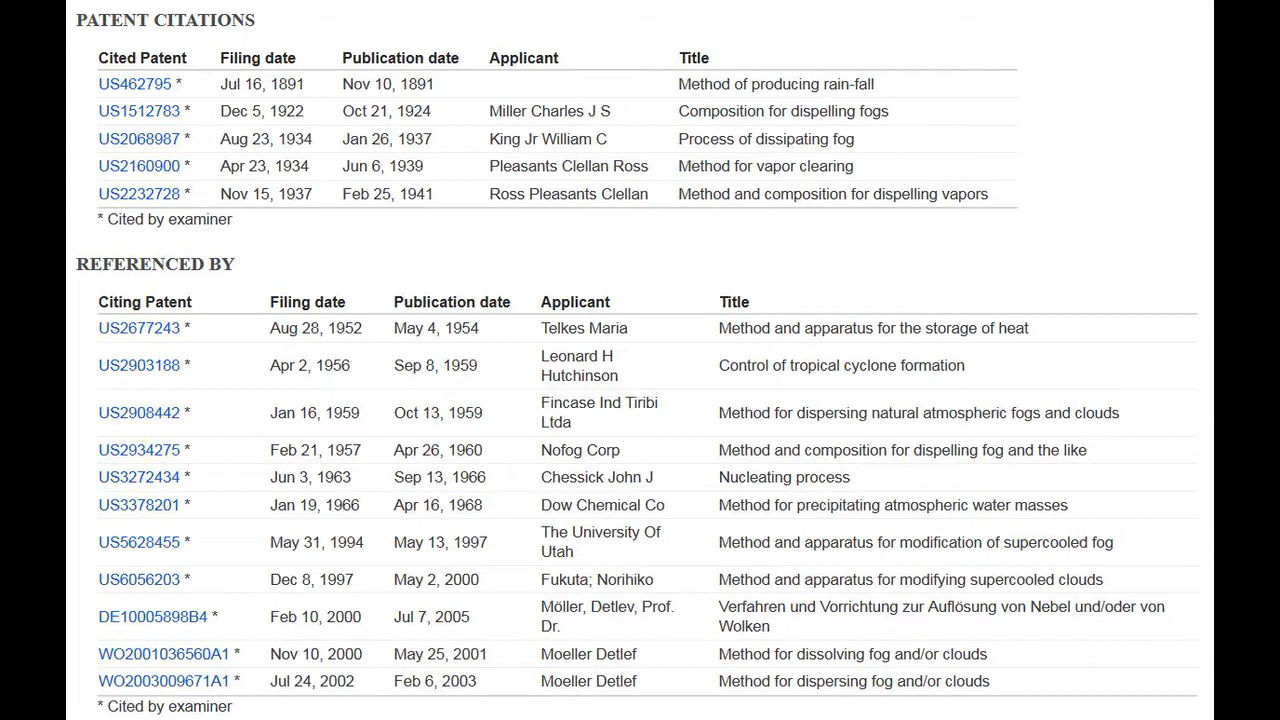 PATENT CITATIONS
Cited Patent Filing date Publication date Applicant Title
US462795 * Jul 16, 1891 Nov 10, 1891 Method of producing rain-fall
US1512783 * Dec 5, 1922 Oct 21, 1924 Miller Charles J S Composition for dispelling fogs
US2068987 * Aug 23, 1934 Jan 26, 1937 King Jr William C Process of dissipating fog
US2160900 * Apr 23, 1934 Jun 6, 1939 Pleasants Clellan Ross Method for vapor clearing
US2232728 * Nov 15, 1937 Feb 25, 1941 Ross Pleasants Clellan Method and composition for dispelling vapors
* Cited by examiner
REFERENCED BY
Citing Patent Filing date Publication date Applicant Title
US2677243 * Aug 28, 1952 May 4, 1954 Telkes Maria Method and apparatus for the storage of heat
US2903188 * Apr 2, 1956 Sep 8, 1959 Leonard H
Hutchinson Control of tropical cyclone formation
US2908442 * Jan 16, 1959 Oct 13, 1959 Fincase Ind Tiribi
Ltda Method for dispersing natural atmospheric fogs and clouds
US2934275 * Feb 21, 1957 Apr 26, 1960 Nofog Corp Method and composition for dispelling fog and the like
US3272434 * Jun 3, 1963 Sep 13, 1966 Chessick John J Nucleating process
US3378201 * Jan 19, 1966 Apr 16, 1968 Dow Chemical Co Method for precipitating atmospheric water masses
US5628455 * May 31, 1994 May 13, 1997 The University Of
Utah Method and apparatus for modification of supercooled fog
US6056203 * Dec 8, 1997 May 2, 2000 Fukuta; Norihiko Method and apparatus for modifying supercooled clouds
DE10005898B4 * Feb 10, 2000 Jul 7, 2005 Möller, Detlev, Prof. Verfahren und Vorrichtung zur Auflösung von Nebel und/oder von
Dr. Wolken
WO2001036560A1 * Nov 10, 2000 May 25, 2001 Moeller Detlef Method for dissolving fog and/or clouds
WO2003009671A1 * Jul 24, 2002 Feb 6, 2003 Moeller Detlef Method for dispersing fog and/or clouds
* Cited by examiner